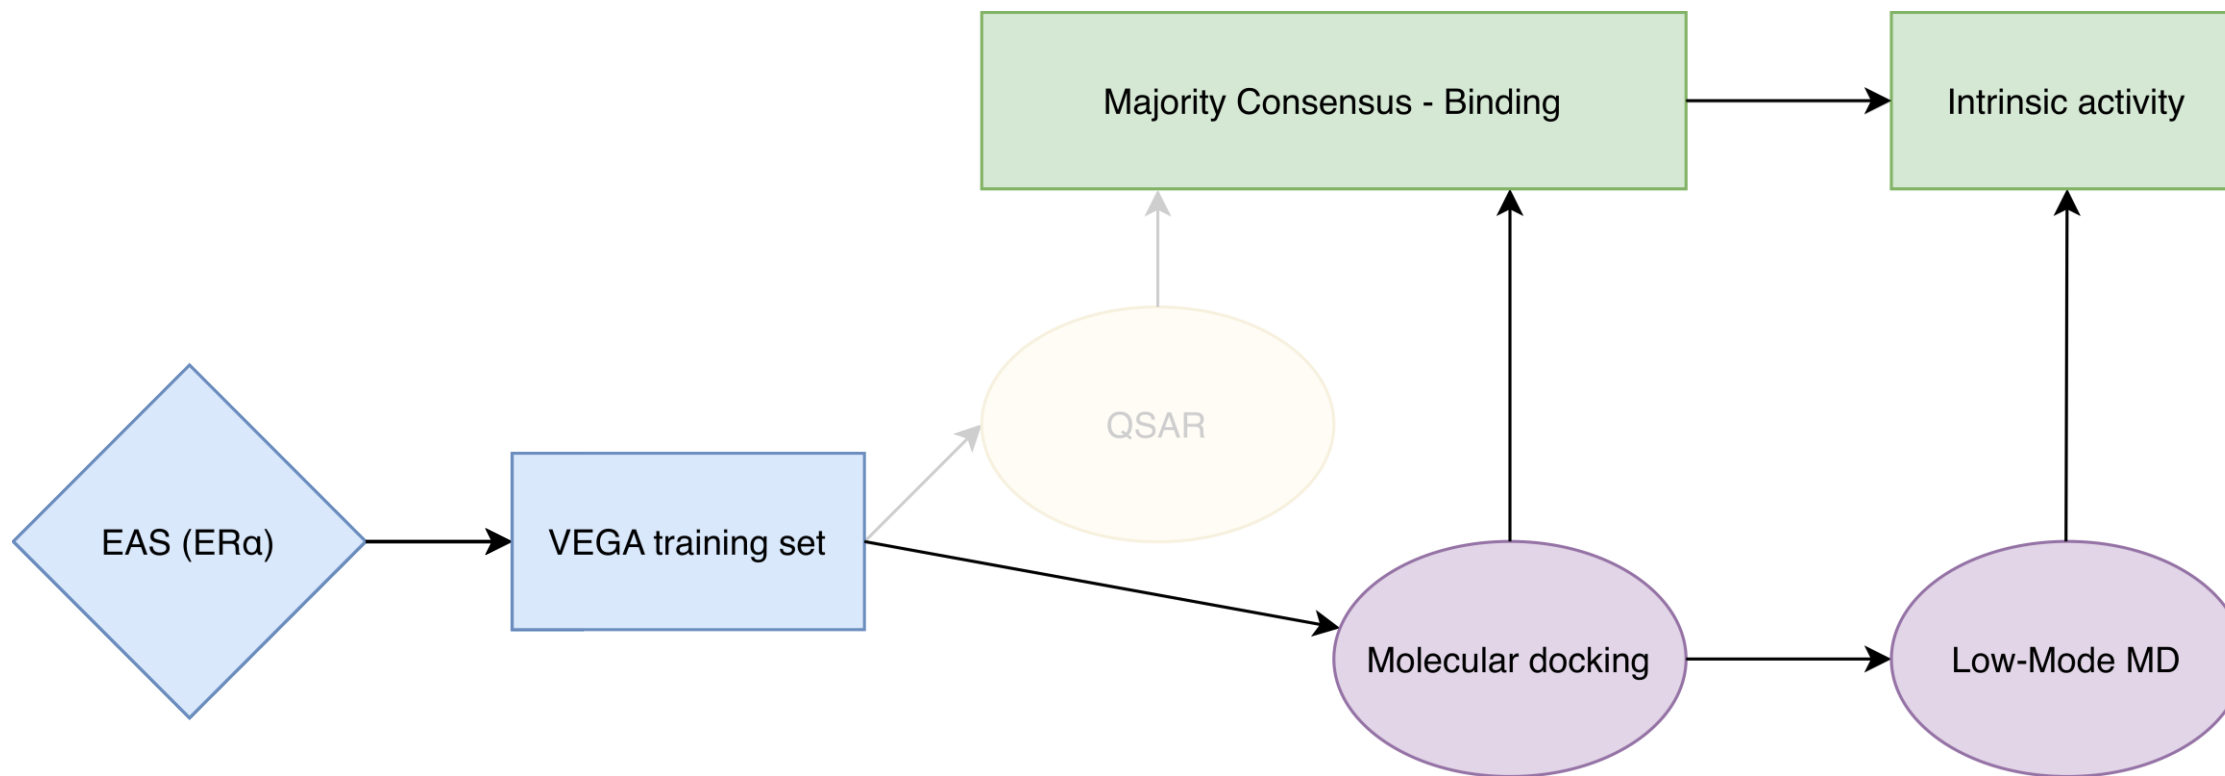 Majority Consensus - Binding
Intrinsic activity
QSAR
EAS (ERα)
VEGA training set
Molecular docking
Low-Mode MD